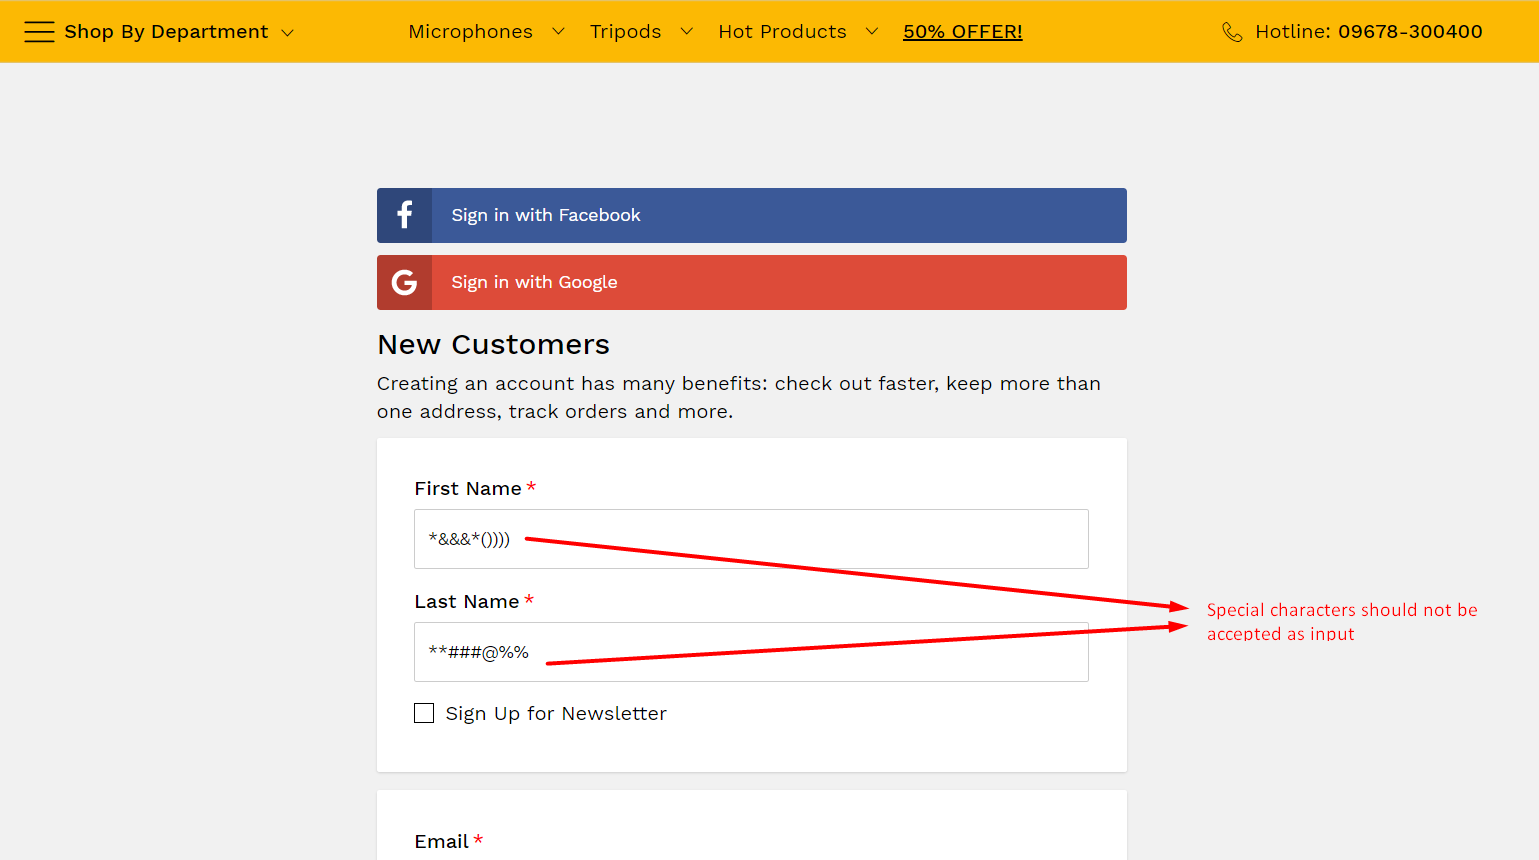 Shop By Department
Microphones
Tripods
Hot Products
50% OFFER!
Hotline: 09678-300400
Sign in with Facebook
Sign in with Google
New Customers
Creating an account has many benefits: check out faster, keep more than
one address, track orders and more.
First Name *
*&&&*())))
Last Name *
**###@%%
Special characters should not be
accepted as input
Sign Up for Newsletter
Email *